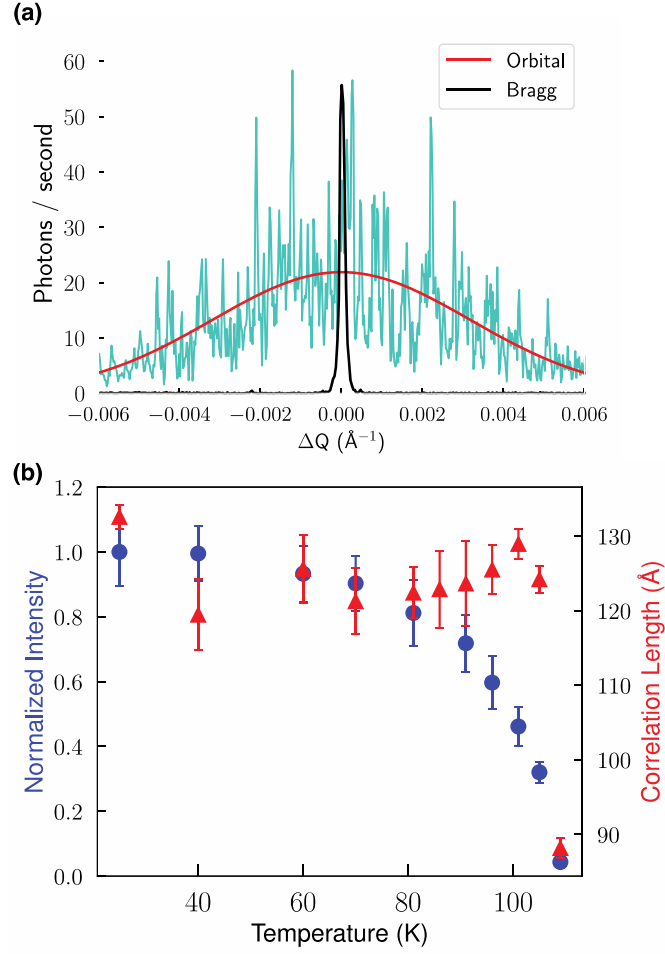 (a)
60
50
40
30
20
10
0
Photons / second
Orbital
Bragg
−0.006 −0.004 −0.002 0.000 0.002 0.004 0.006
ΔQ (Å⁻¹)
(b)
1.2
1.0
0.8
0.6
0.4
0.2
0.0
Normalized Intensity
130
120
110
100
90
Correlation Length (Å)
40 60 80 100
Temperature (K)